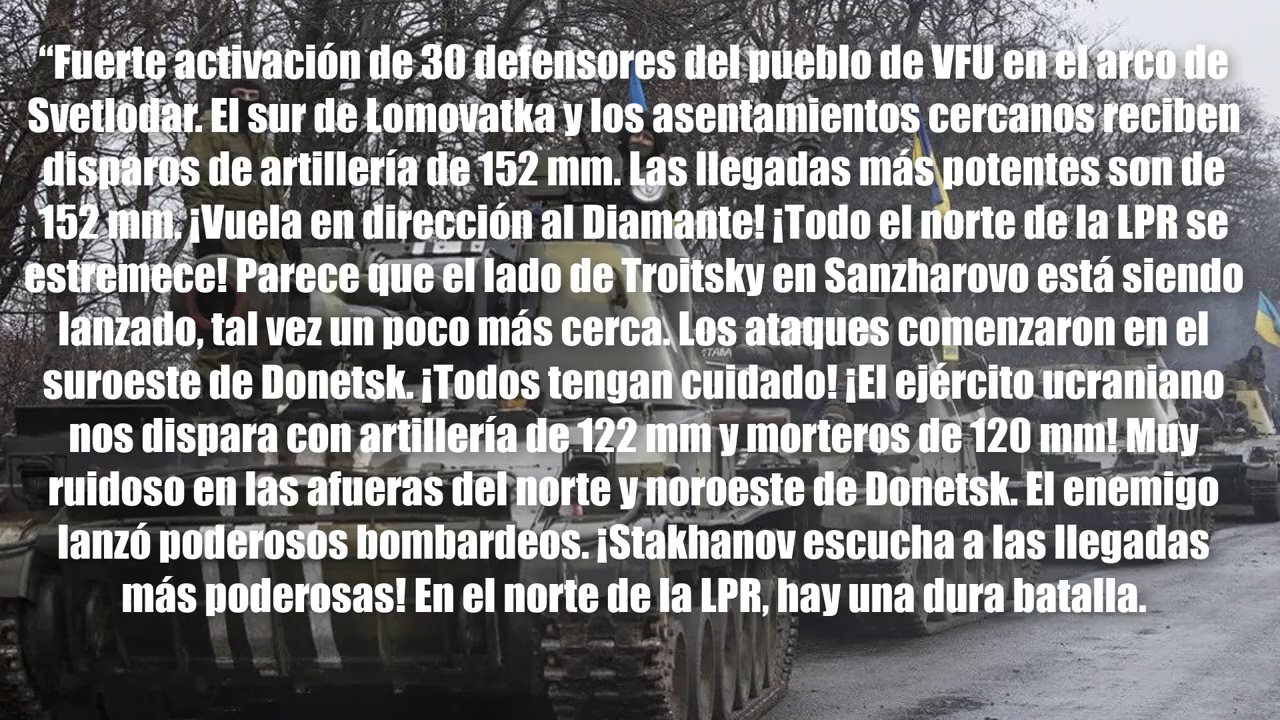 “Fuerte activación de 30 defensores del pueblo de VFU en el arco de
Svetlodar. El sur de Lomovatka y los asentamientos cercanos reciben
disparos de artillería de 152 mm. Las llegadas más potentes son de
152 mm. ¡Vuela en dirección al Diamante! ¡Todo el norte de la LPR se
estremece! Parece que el lado de Troitsky en Sanzharovo está siendo
lanzado, tal vez un poco más cerca. Los ataques comenzaron en el
suroeste de Donetsk. ¡Todos tengan cuidado! ¡El ejército ucraniano
nos dispara con artillería de 122 mm y morteros de 120 mm! Muy
ruidoso en las afueras del norte y noroeste de Donetsk. El enemigo
lanzó poderosos bombardeos. ¡Stakhanov escucha a las llegadas
más poderosas! En el norte de la LPR, hay una dura batalla.